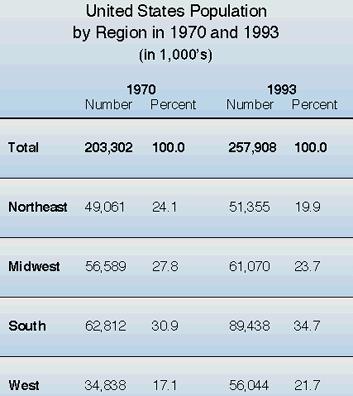 United States Population
by Region in 1970 and 1993
(in 1,000's)
1970 1993
Number Percent Number Percent
Total 203,302 100.0 257,908 100.0
Northeast 49,061 24.1 51,355 19.9
Midwest 56,589 27.8 61,070 23.7
South 62,812 30.9 89,438 34.7
West 34,838 17.1 56,044 21.7